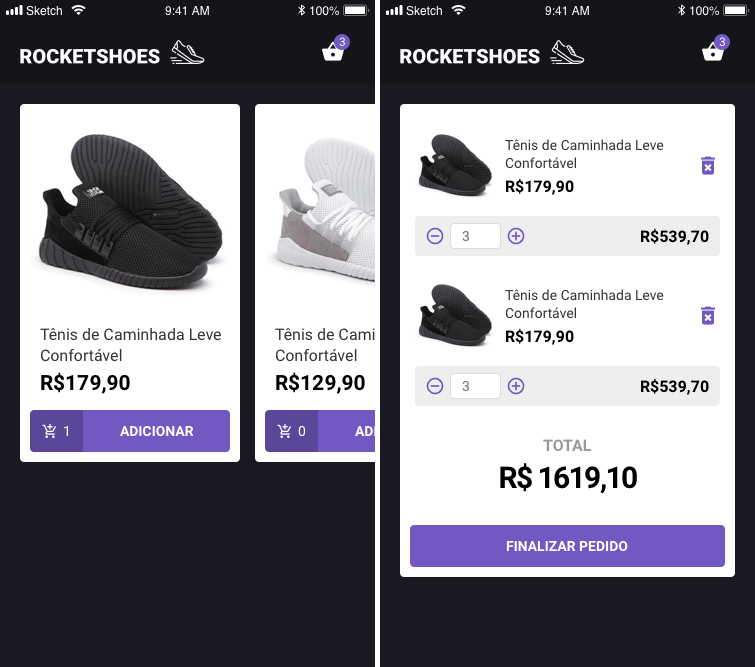 Sketch
9:41 AM
100%
ROCKETSHOES
3
Tênis de Caminhada Leve
Confortável
R$179,90
1
ADICIONAR
Tênis de Cami
Confortável
R$129,90
0
ADI
Sketch
9:41 AM
100%
ROCKETSHOES
3
Tênis de Caminhada Leve
Confortável
R$179,90
3
R$539,70
Tênis de Caminhada Leve
Confortável
R$179,90
3
R$539,70
TOTAL
R$ 1619,10
FINALIZAR PEDIDO